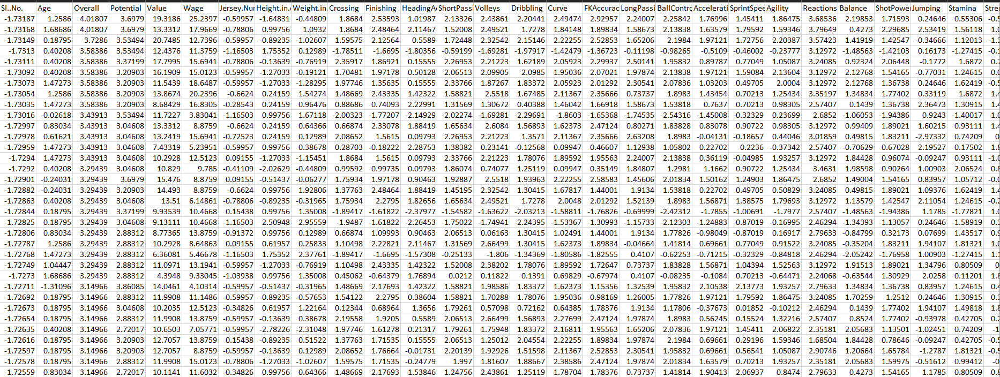 Sl..No. Age Overall Potential Value Wage Jersey.Nur Height.in. Weight.in. Crossing Finishing HeadingA ShortPassi Volleys Dribbling Curve FKAccurac LongPassi BallContro Accelerati SprintSpee Agility Reactions Balance ShotPower Jumping Stamina Stren
-1.73187 1.2586 4.01807 3.6979 19.3186 25.2397 -0.59957 -1.64831 -0.44809 1.8684 2.53593 1.01987 2.13326 2.43861 2.20441 2.49474 2.92957 2.24007 2.25842 1.76996 1.45411 1.86475 3.68536 2.19853 1.71593 0.24646 0.55306 -0.5
-1.73168 1.68686 4.01807 3.6979 13.3312 17.9669 -0.78806 0.99756 1.0932 1.8684 2.48464 2.11467 1.52008 2.49521 1.7278 1.84148 1.89834 1.58673 2.13838 1.63579 1.79592 1.59346 3.79649 0.4273 2.29685 2.53419 1.56118 1.0
-1.73149 0.18795 3.7286 3.53494 20.7485 12.7396 -0.59957 -0.89235 -1.02607 1.59575 2.12564 0.5589 1.72448 2.32542 2.15146 2.22255 2.52853 1.65206 2.1984 1.97121 1.72756 2.20387 3.57423 1.41919 1.42547 -0.34666 1.12013 -1.3
-1.7313 0.40208 3.58386 3.53494 12.4376 11.3759 -1.16503 1.75352 0.12989 -1.78511 -1.6695 -1.80356 -0.59199 -1.69281 -1.97917 -1.42479 -1.36723 -0.11198 -0.98265 -0.5109 -0.46002 -0.23777 3.12972 -1.48563 -1.42103 0.16173 -1.27415 -0.1
-1.73111 0.40208 3.58386 3.37199 17.7995 15.6941 -0.78806 -0.13639 -0.76919 2.35917 1.86921 0.15555 2.26953 2.21223 1.62189 2.05923 2.29937 2.50141 1.95832 0.89787 0.77049 1.05087 3.24085 0.92324 2.06448 -0.1772 1.6872 0.7
-1.73092 0.40208 3.58386 3.20903 16.1909 15.0123 -0.59957 -1.27033 -0.19121 1.70481 1.97178 0.50128 2.06513 2.09905 2.0985 1.95036 2.07021 1.97874 2.13838 1.97121 1.59084 2.13604 3.12972 2.12768 1.54165 -0.77031 1.24615 0.0
-1.73073 1.47273 3.58386 3.20903 11.5439 18.6487 -0.59957 -1.27033 -1.28295 1.97746 1.35635 0.15555 2.33766 1.87267 1.83372 2.05923 2.01292 2.30541 2.07836 1.03203 0.49705 2.0004 3.12972 2.12768 1.36738 0.24646 1.62419 -0.5
-1.73054 1.2586 3.58386 3.20903 13.8674 20.2396 -0.6624 0.24159 1.54274 1.48669 2.43335 1.42322 1.58821 2.5518 1.67485 2.11367 2.35666 0.73737 1.8983 1.43454 0.70213 1.25434 3.35197 1.34834 1.77402 0.33119 1.6872 1.4
-1.73035 1.47273 3.58386 3.20903 8.68429 16.8305 -0.28543 0.24159 0.96476 0.88686 0.74093 2.22991 1.31569 1.30672 0.40388 1.46042 1.66918 1.58673 1.53818 0.7637 0.70213 0.98305 2.57407 0.1439 1.36738 2.36473 1.30915 1.4
-1.73016 -0.02618 3.43913 3.53494 11.7227 3.83041 -1.16503 0.99756 1.67118 -2.00323 -1.77207 -2.14929 -2.02274 -1.69281 -2.29691 -1.8603 -1.65368 -1.74535 -2.54316 -1.45008 -0.32329 0.23699 2.6852 -1.06053 -1.94386 0.9243 -1.40017 1.0
-1.72997 0.83034 3.43913 3.04608 13.3312 8.8759 -0.6624 0.24159 0.64366 0.66874 2.33078 1.88419 1.65634 2.6084 1.56893 1.62373 2.47124 0.80271 1.83828 0.83078 0.90722 0.98305 3.12972 0.99409 1.89021 1.60215 0.93111 1.4
-1.72978 0.61621 3.43913 3.04608 13.2419 15.6941 -0.72523 0.24159 0.12989 2.08652 1.5615 0.09793 2.26953 2.21223 1.3571 2.11367 2.35666 2.63208 1.8983 -0.04131 -0.18657 0.44046 3.01859 0.49815 1.83211 -2.97332 0.74209 0
-1.72959 1.47273 3.43913 3.04608 7.43319 5.23951 -0.59957 0.99756 0.38678 0.28703 -0.18222 2.28753 1.38382 0.23141 -0.12568 0.09947 0.46607 1.12938 1.05802 0.22702 0.2236 -0.37342 2.57407 -0.70629 0.67028 2.19527 0.17502 1.8
-1.7294 1.47273 3.43913 3.04608 10.2928 12.5123 0.09155 -1.27033 -1.15451 1.8684 1.5615 0.09793 2.33766 2.21223 1.78076 1.89592 1.95563 2.24007 2.13838 0.36119 -0.04985 1.93257 3.12972 1.84428 0.96074 -0.09247 0.93111 -1.0
-1.7292 0.40208 3.29439 3.04608 10.829 9.785 -0.41109 -2.02629 -0.44809 0.99592 0.99735 0.09793 1.86074 0.74077 1.25119 0.09947 0.35149 1.84807 1.2981 1.1662 0.90722 1.25434 3.4631 1.98598 0.90264 1.00903 2.06524 0.8
-1.72901 -0.24031 3.29439 3.6979 15.476 8.8759 0.09155 -0.51437 -0.06277 1.75934 1.97178 0.90463 1.92887 2.5518 1.93963 2.22255 2.58583 1.45606 2.01834 1.50162 1.24903 1.86475 2.6852 1.49004 1.54165 0.83957 1.05712 -0.0
-1.72882 -0.24031 3.29439 3.20903 14.493 8.8759 -0.6624 0.99756 1.92806 1.37763 2.48464 1.88419 1.45195 2.32542 1.30415 1.67817 1.44001 1.9134 1.53818 0.22702 0.49705 0.50829 3.24085 0.49815 1.89021 1.09376 1.62419 1.4
-1.72863 0.40208 3.29439 3.04608 13.51 6.14861 -0.78806 -0.89235 -0.31965 1.75934 2.2795 1.82656 1.65634 2.49521 1.7278 2.0048 2.01292 1.52139 1.8983 1.56871 1.38575 1.79693 3.12972 1.13579 1.42547 2.11054 1.24615 -0.2
-1.72844 0.18795 3.29439 3.37199 9.93539 10.4668 0.15438 0.99756 1.35008 -1.89417 -1.61822 -2.37977 -1.54582 -1.63622 -2.03213 -1.58811 -1.76826 -0.69999 -2.42312 -1.7855 -1.00691 -1.7977 2.57407 -1.48563 -1.94386 1.1785 -1.77821 1.0
-1.72825 0.18795 3.29439 3.04608 9.13111 10.4668 -1.16503 2.50948 2.95559 -1.9487 -1.61822 -2.26453 -1.75022 -1.74941 -2.24395 -1.53367 -1.30993 -1.15733 -2.12303 -1.24883 -0.87019 -0.16995 2.46294 -1.34393 -1.13057 0.24646 -1.58919 0.3
-1.72806 0.83034 3.29439 2.88312 8.77365 13.8759 -0.91372 0.99756 0.12989 0.66874 1.09993 0.90463 2.06513 0.06163 1.30415 1.02491 1.44001 1.9134 1.77826 -0.98049 -0.87019 0.16917 2.79633 -0.84799 0.32173 0.07699 1.43517 0.9
-1.72787 1.2586 3.29439 2.88312 10.2928 8.64863 0.09155 0.61957 0.25833 1.10498 2.22821 2.11467 1.31569 2.66499 1.30415 1.62373 1.89834 -0.04664 1.41814 0.69661 0.77049 0.91522 3.24085 -0.35204 1.83211 1.94107 1.81321 1.0
-1.72768 1.47273 3.29439 2.88312 6.36081 5.46678 -1.16503 1.75352 2.37761 -1.89417 -1.6695 -1.57308 -0.25133 -1.806 -1.34369 -1.80586 -1.82555 0.4107 -0.62253 -0.71215 -0.32329 -0.84818 2.46294 -2.05242 -1.76958 1.00903 -1.27415 1.1
-1.72749 1.04447 3.29439 2.88312 11.0971 13.1941 -0.59957 -1.27033 -0.76919 1.10498 2.43335 1.42322 1.52008 2.38202 1.78076 1.89592 1.72647 0.73737 1.83828 1.56871 1.04394 1.52563 3.12972 1.91513 1.89021 1.34796 0.80509 0
-1.7273 1.68686 3.29439 2.88312 4.3948 9.33045 -1.03938 0.99756 1.35008 0.45062 -0.64379 1.76894 0.0212 0.11822 0.1391 0.69829 -0.67974 0.4107 -0.08235 -0.1084 0.70213 -0.64471 2.24068 -0.63544 1.30929 2.0258 0.11201 1.8
-1.72711 -1.31096 3.14966 3.86085 14.0461 4.10314 -0.59957 -0.51437 -0.31965 1.48669 2.17693 1.42322 1.58821 1.98586 1.83372 1.62373 1.15356 1.32539 1.95832 2.10538 2.13773 1.93257 2.79633 1.34834 1.36738 0.83957 1.24615 0.4
-1.72692 0.18795 3.14966 2.88312 11.9908 11.1486 -0.59957 -0.89235 -0.57653 1.54122 2.2795 0.38604 1.58821 1.70288 1.78076 1.95036 0.98169 1.26005 1.77826 1.97121 1.79592 1.86475 3.24085 1.70259 1.2512 0.24646 1.30915 0.3
-1.72673 0.18795 3.14966 3.04608 10.2035 12.5123 -0.34826 0.61957 1.22164 0.12344 0.68964 1.3656 1.79261 0.57098 0.72162 0.64385 1.78376 1.9134 1.17806 -0.37673 0.01852 -0.10212 2.46294 0.1439 1.77402 1.94107 1.49818 1.8
-1.72654 0.18795 3.14966 2.88312 11.9908 13.8759 -0.59957 -0.13639 0.38678 2.19558 1.9205 0.5589 2.06513 2.66499 1.56893 2.27699 2.47124 1.97874 1.8983 0.56245 0.15524 1.32216 2.57407 0.8524 1.77402 -0.93978 0.42705 0.2
-1.72635 0.40208 3.14966 2.72017 10.6503 7.05771 -0.59957 -2.78226 -2.31048 1.97746 1.61278 0.21317 1.79261 1.75948 1.83372 2.16811 1.95563 1.65206 2.07836 1.97121 1.45411 2.06822 2.35181 2.05683 1.13501 -1.02451 0.74209 -1
-1.72616 0.18795 3.14966 3.20903 12.7057 13.8759 0.15438 -0.89235 0.51522 1.37763 1.71535 0.15555 2.06513 1.25012 2.04554 2.22255 1.89834 1.97874 2.1984 0.69661 0.29196 1.59346 1.68504 1.84428 0.78646 -0.09247 0.42705 -0.5
-1.72597 0.18795 3.14966 3.20903 12.7057 8.8759 -0.59957 -0.13639 0.12989 2.08652 1.76664 -0.01731 2.20139 1.92926 1.51598 2.11367 2.52853 2.30541 1.95832 0.69661 0.56541 1.05087 2.90746 1.20664 1.65784 -1.2787 1.81321 -0.5
-1.72578 0.18795 3.14966 2.88312 11.9908 15.0123 -0.78806 -1.27033 -1.02607 1.59575 1.71535 -0.24779 1.997 1.81607 1.88667 2.38586 2.47124 1.97874 2.01834 1.63579 0.70213 1.93257 2.35181 2.05683 1.59975 -0.51612 0.99412 -0
-1.72559 0.83034 3.14966 2.72017 10.1141 11.6032 -0.34826 0.99756 0.64366 1.48669 2.17693 1.53846 1.24756 2.43861 1.25119 1.78704 1.78376 0.73737 1.41814 1.90413 2.06937 0.8474 2.79633 0.4273 1.54165 1.1785 0.80509 0.8